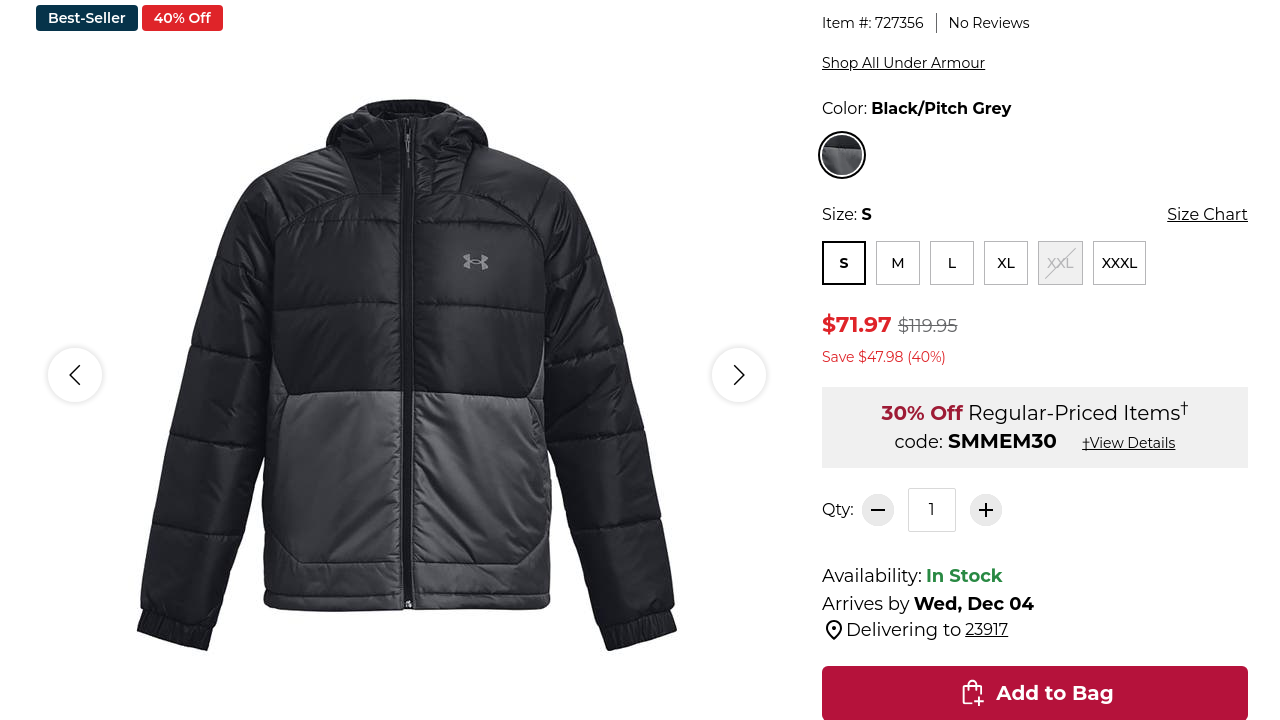 Best-Seller
40% Off
Item #: 727356
No Reviews
Shop All Under Armour
Color: Black/Pitch Grey
Size: S
Size Chart
S
M
L
XL
XXL
XXXL
$71.97 $119.95
Save $47.98 (40%)
30% Off Regular-Priced Items†
code: SMMEM30 †View Details
Qty: 1
Availability: In Stock
Arrives by Wed, Dec 04
Delivering to 23917
Add to Bag